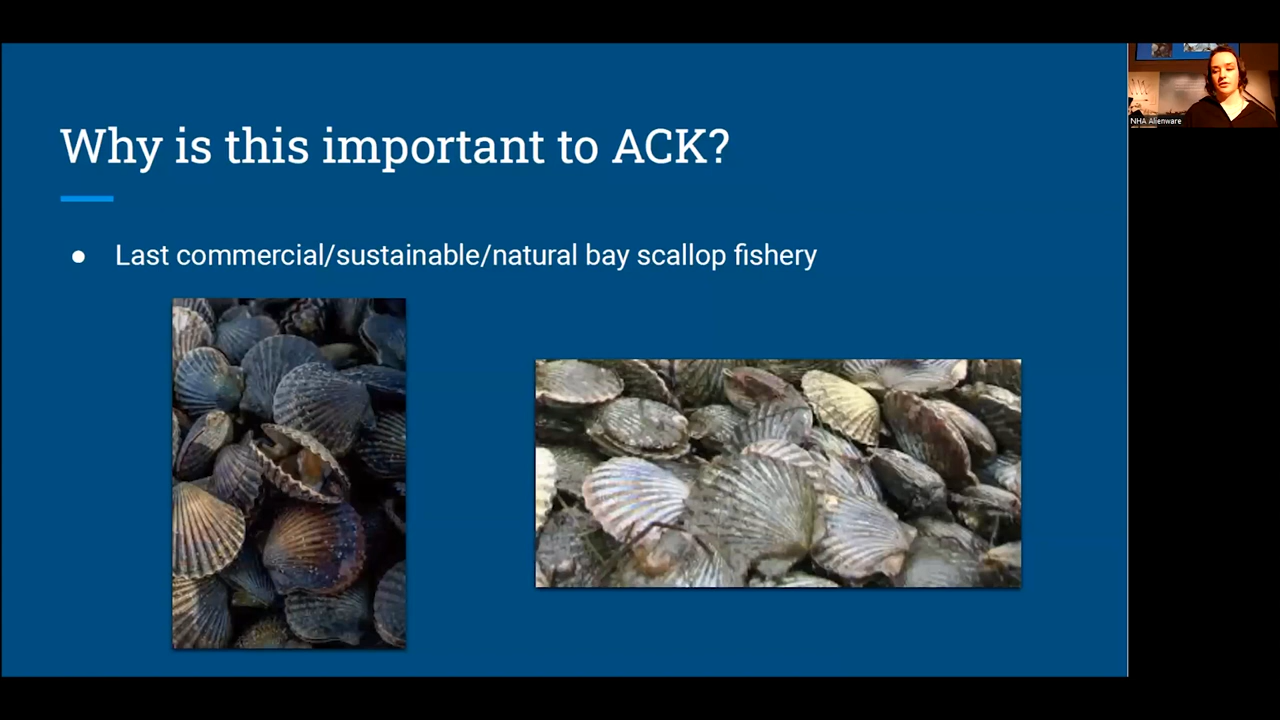 Why is this important to ACK?
● Last commercial/sustainable/natural bay scallop fishery
NHA Alienware